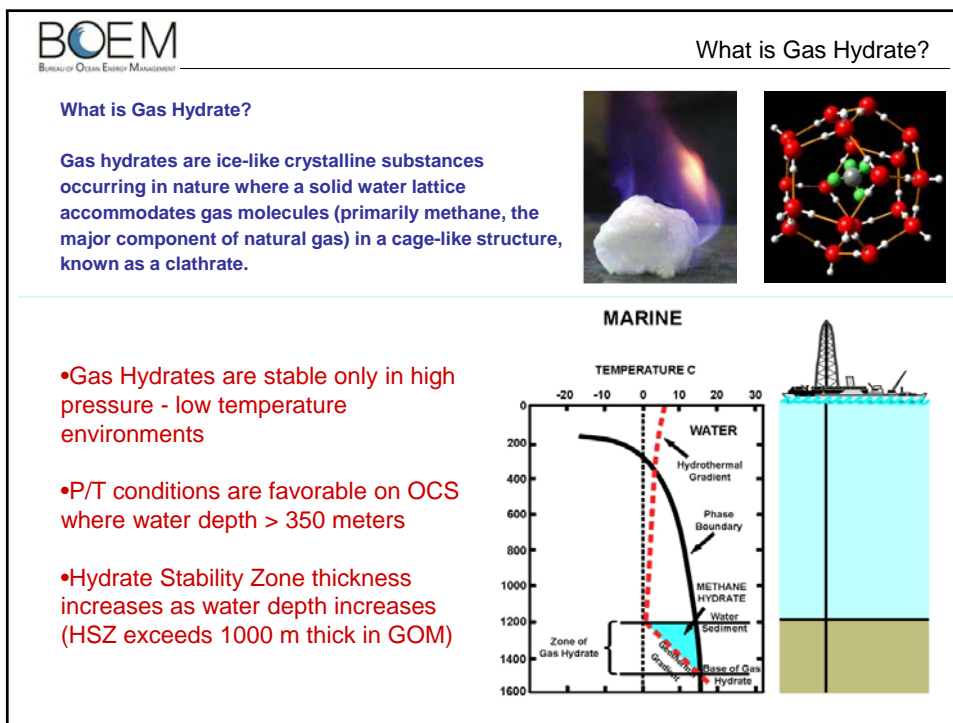 BOEM
BUREAU OF OCEAN ENERGY MANAGEMENT
What is Gas Hydrate?
What is Gas Hydrate?
Gas hydrates are ice-like crystalline substances
occurring in nature where a solid water lattice
accommodates gas molecules (primarily methane, the
major component of natural gas) in a cage-like structure,
known as a clathrate.
•Gas Hydrates are stable only in high
pressure - low temperature
environments
•P/T conditions are favorable on OCS
where water depth > 350 meters
•Hydrate Stability Zone thickness
increases as water depth increases
(HSZ exceeds 1000 m thick in GOM)
MARINE
TEMPERATURE C
-20 -10 0 10 20 30
0
200
400
600
800
1000
1200
1400
1600
WATER
Hydrothermal
Gradient
Phase
Boundary
METHANE
HYDRATE
Water
Sediment
Zone of
Gas Hydrate
Geothermal
Gradient
Base of Gas
Hydrate